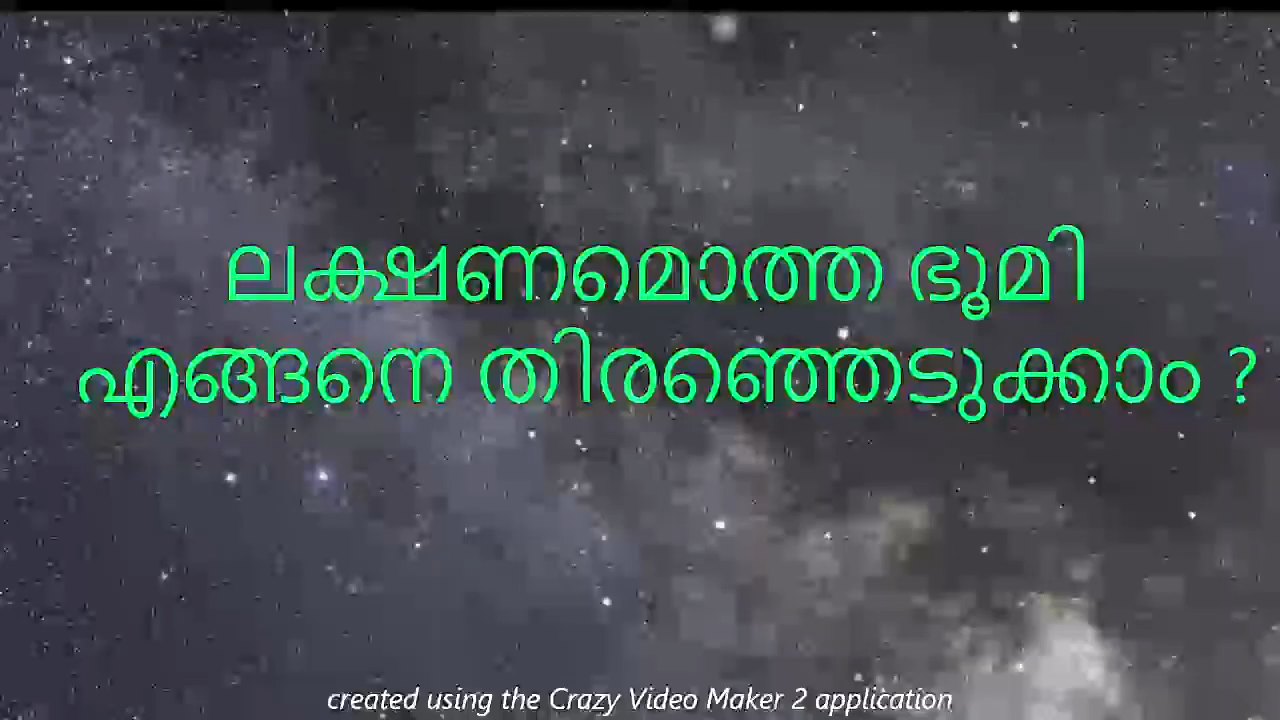 ലക്ഷണമൊത്ത ഭൂമി
എങ്ങനെ തിരഞ്ഞെടുക്കാം ?
created using the Crazy Video Maker 2 application